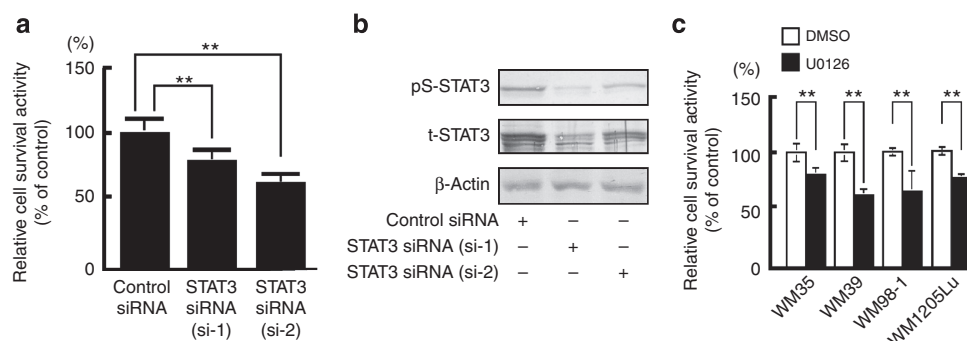 a
(%)
150
100
50
0
Relative cell survival activity
(% of control)
**
**
Control
siRNA
STAT3
siRNA
(si-1)
STAT3
siRNA
(si-2)
b
pS-STAT3
t-STAT3
β-Actin
Control siRNA + – –
STAT3 siRNA (si-1) – + –
STAT3 siRNA (si-2) – – +
c
DMSO
U0126
(%)
150
100
50
0
Relative cell survival activity
(% of control)
** ** ** **
WM35
WM39
WM98-1
WM1205Lu